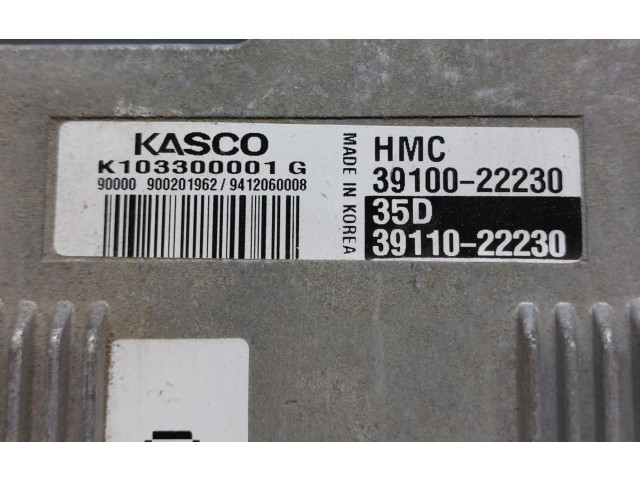 KASCO
K103300001 G
90000 900201962 / 9412060008
MADE IN KOREA
HMC
39100-22230
35D
39110-22230